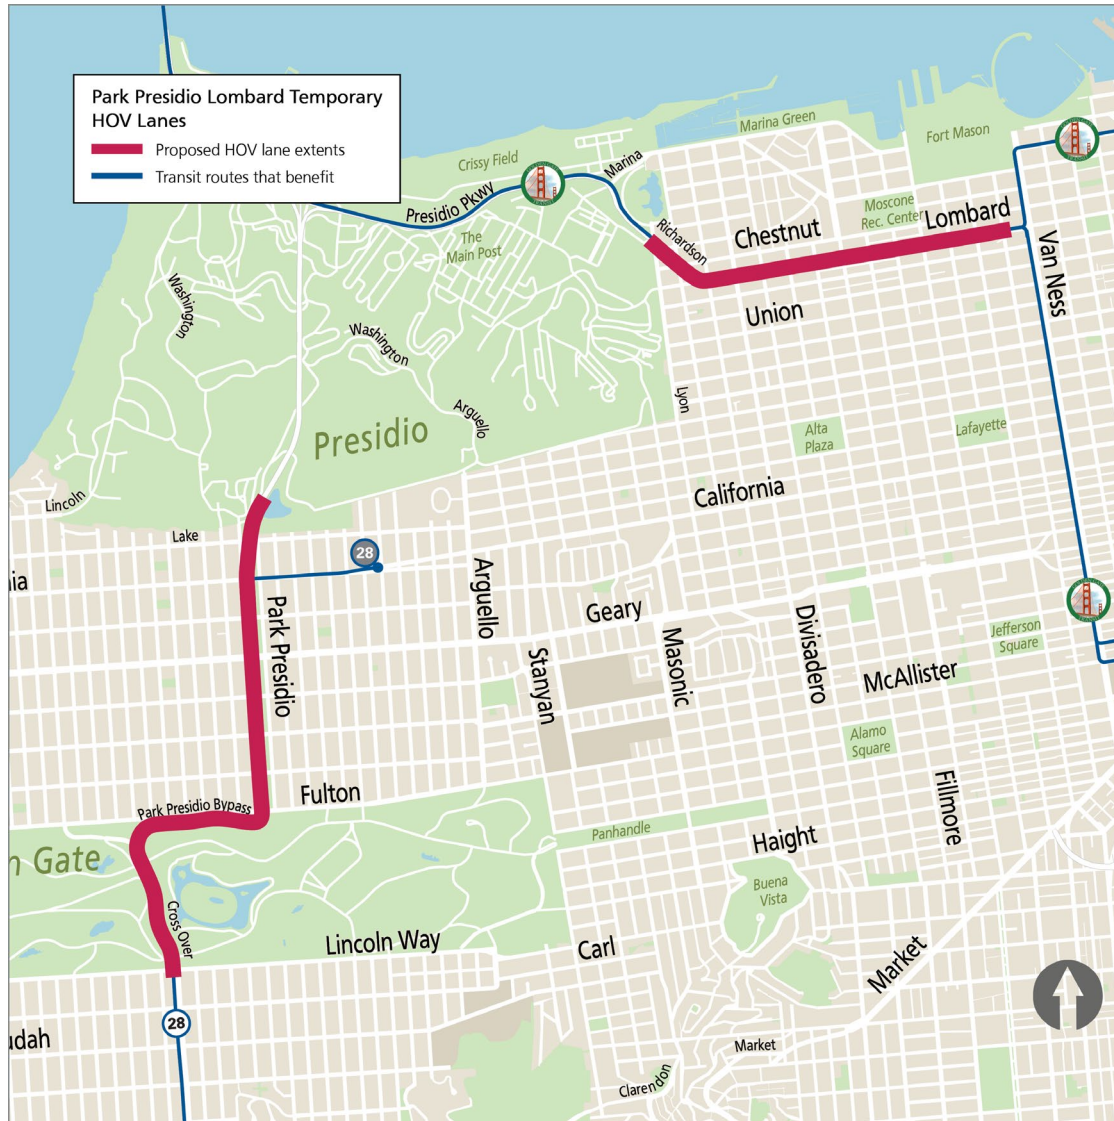 Park Presidio Lombard Temporary
HOV Lanes
Proposed HOV lane extents
Transit routes that benefit
Marina Green
Fort Mason
Crissy Field
Marina
Presidio Pkwy
Moscone
Rec. Center
Lombard
Richardson
Chestnut
The
Main Post
Van Ness
Washington
Union
Washington
Lyon
Arguello
Presidio
Alta
Plaza
Lafayette
California
Lincoln
Lake
28
ia
Arguello
Geary
Park Presidio
Masonic
Divisadero
Jefferson
Square
Stanyan
McAllister
Alamo
Square
Fulton
Park Presidio Bypass
Fillmore
Panhandle
Haight
n Gate
Buena
Vista
Cross Over
Lincoln Way
Carl
Market
28
udah
Market
Clarendon